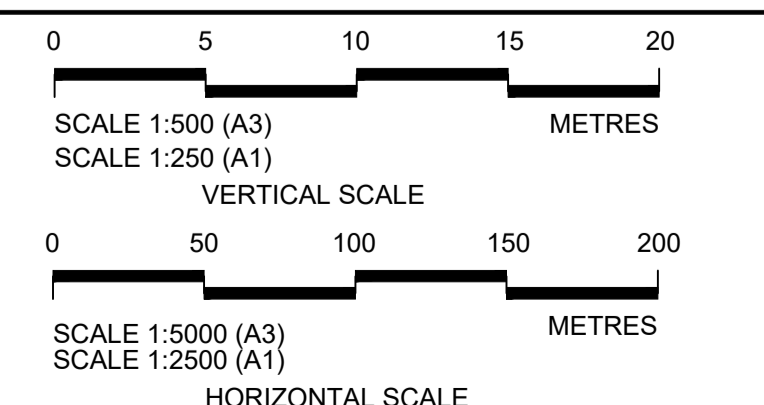 0 5 10 15 20
SCALE 1:500 (A3) METRES
SCALE 1:250 (A1)
VERTICAL SCALE
0 50 100 150 200
SCALE 1:5000 (A3) METRES
SCALE 1:2500 (A1)
HORIZONTAL SCALE